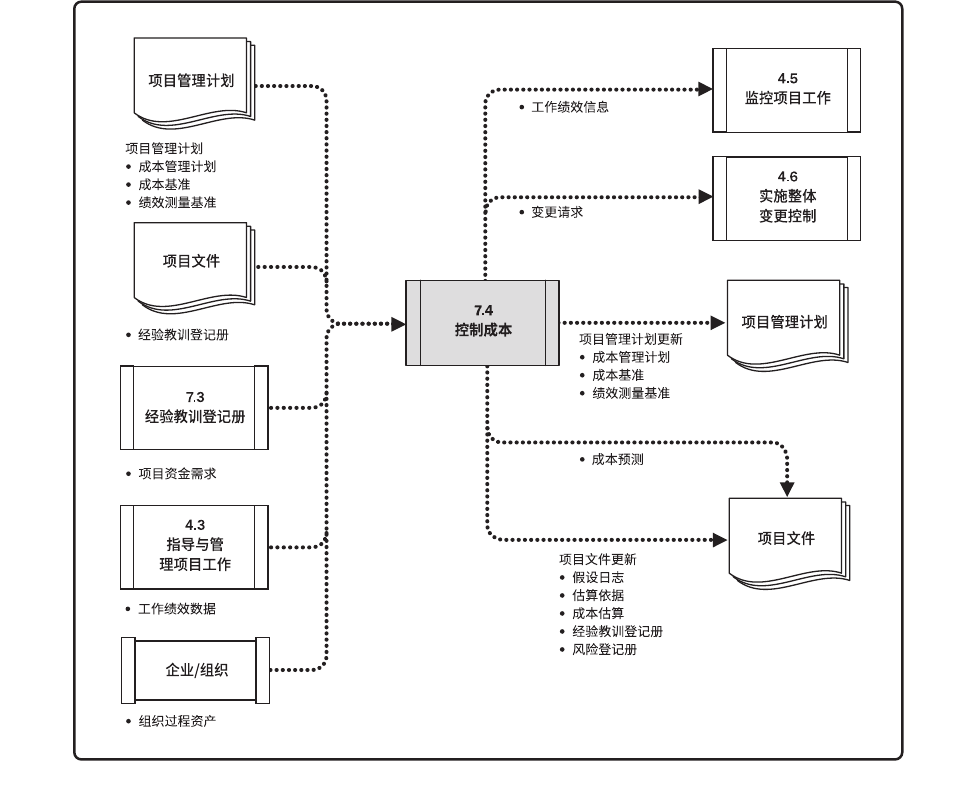 项目管理计划
项目管理计划
• 成本管理计划
• 成本基准
• 绩效测量基准
项目文件
• 经验教训登记册
7.3
经验教训登记册
• 项目资金需求
4.3
指导与管
理项目工作
• 工作绩效数据
企业/组织
• 组织过程资产
7.4
控制成本
• 工作绩效信息
4.5
监控项目工作
• 变更请求
4.6
实施整体
变更控制
项目管理计划更新
• 成本管理计划
• 成本基准
• 绩效测量基准
项目管理计划
• 成本预测
项目文件
项目文件更新
• 假设日志
• 估算依据
• 成本估算
• 经验教训登记册
• 风险登记册